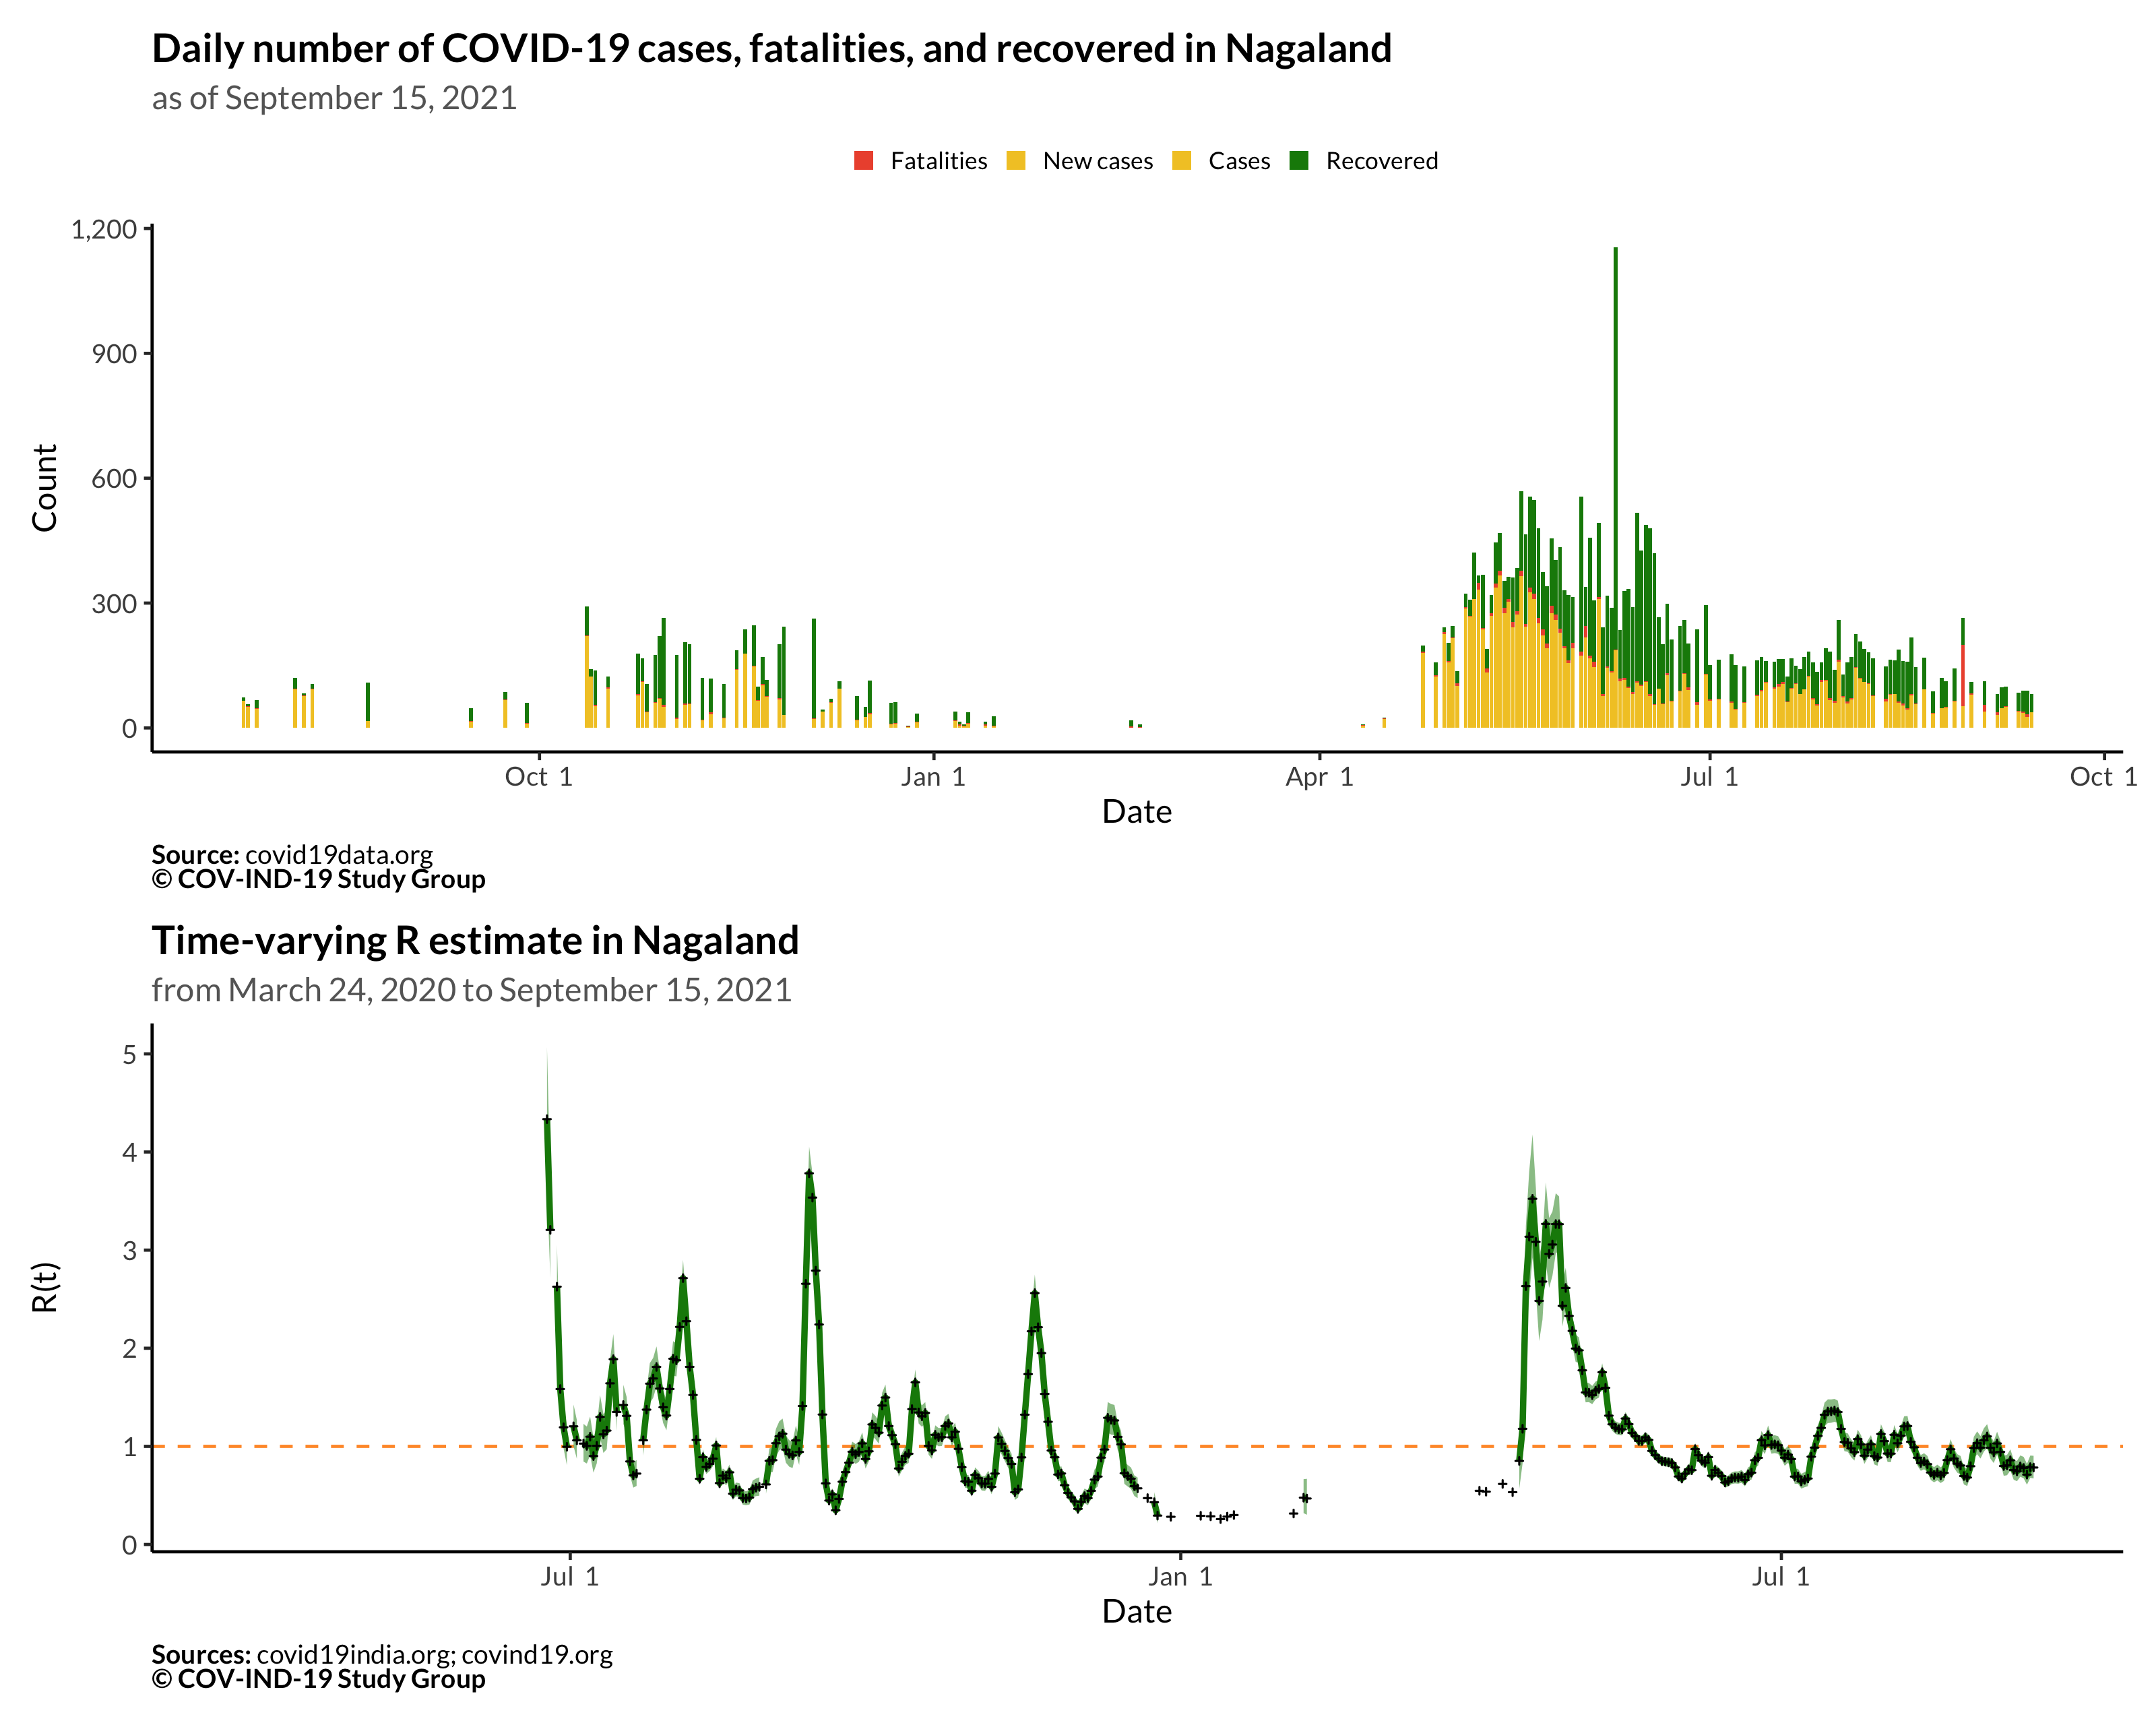 Daily number of COVID-19 cases, fatalities, and recovered in Nagaland
as of September 15, 2021
Fatalities New cases Cases Recovered
1,200
900
600
300
0
Count
Oct 1 Jan 1 Apr 1 Jul 1 Oct 1
Date
Source: covid19data.org
© COV-IND-19 Study Group
Time-varying R estimate in Nagaland
from March 24, 2020 to September 15, 2021
5
4
3
2
1
0
R(t)
Jul 1 Jan 1 Jul 1
Date
Sources: covid19india.org; covind19.org
© COV-IND-19 Study Group